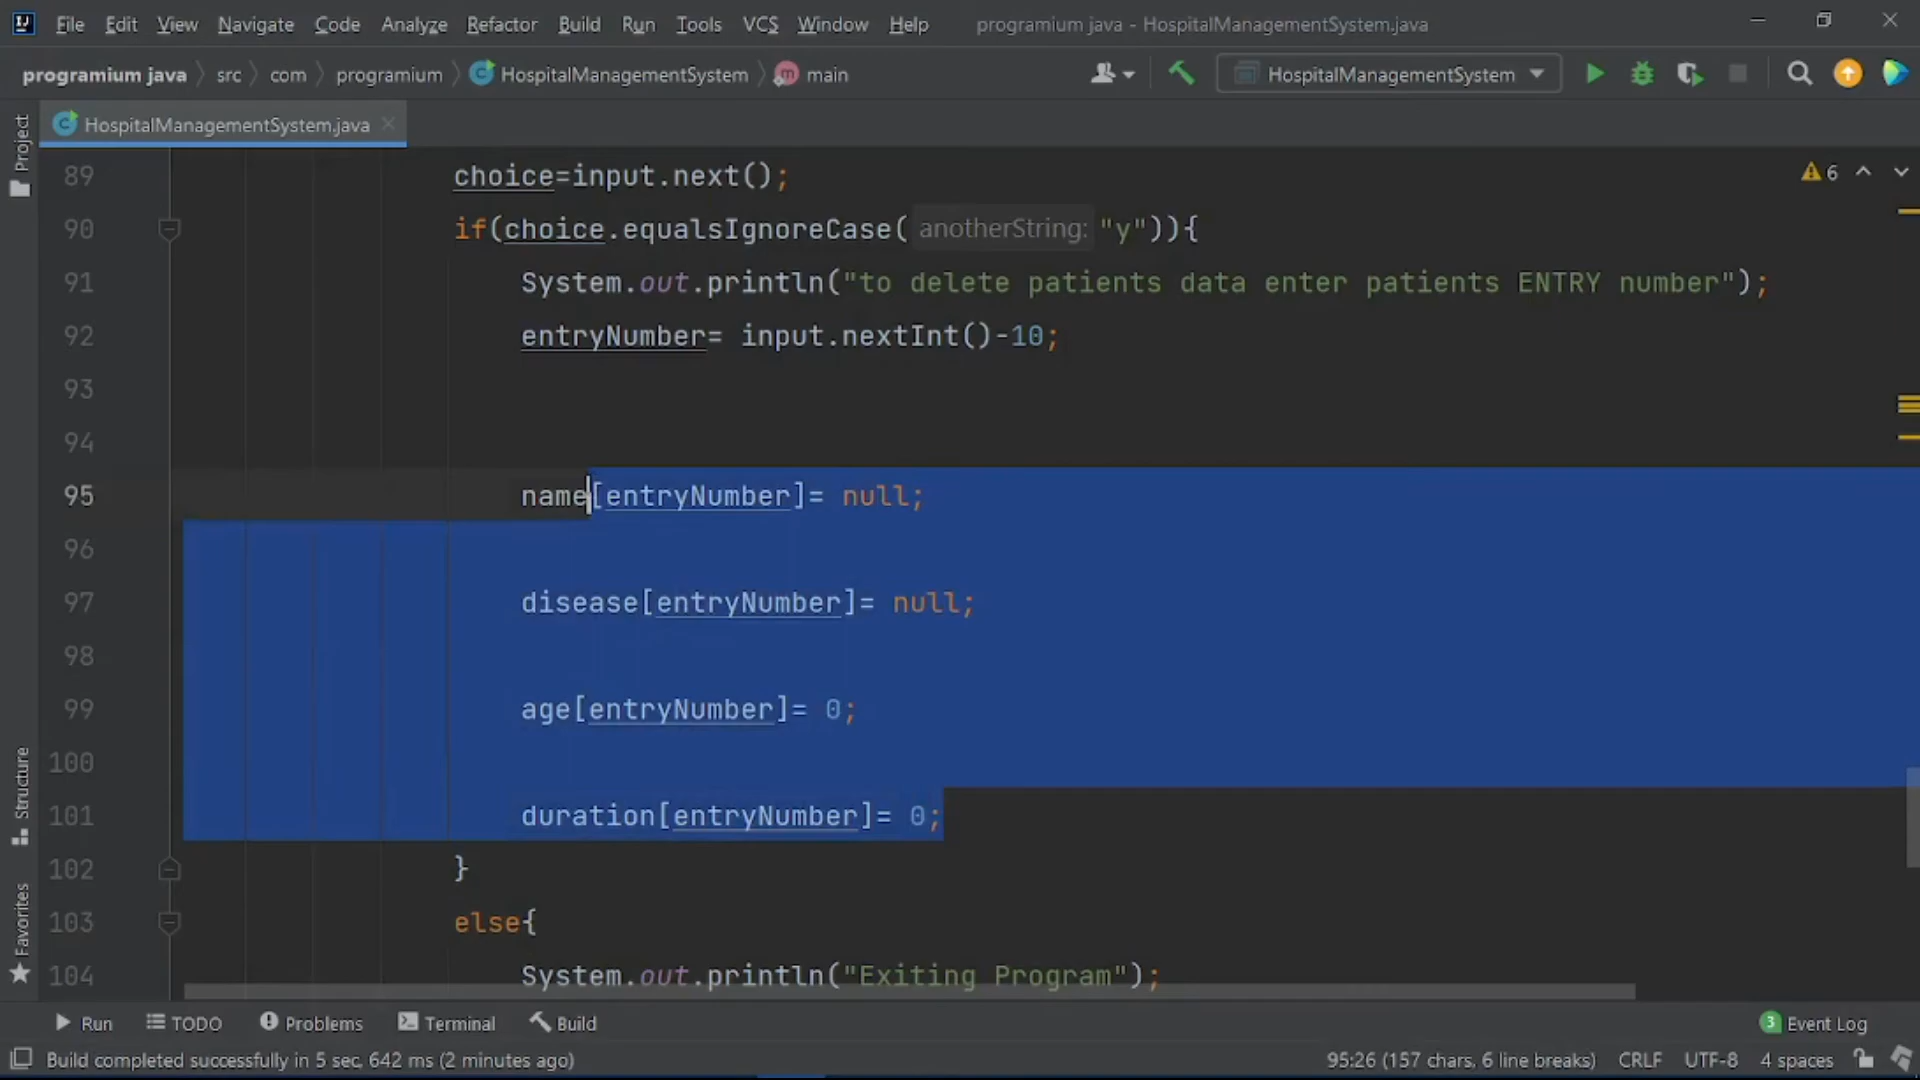 File Edit View Navigate Code Analyze Refactor Build Run Tools VCS Window Help programium java - HospitalManagementSystem.java
programium java src com programium HospitalManagementSystem main HospitalManagementSystem
HospitalManagementSystem.java
Project
6
89 choice=input.next();
90 if(choice.equalsIgnoreCase( anotherString: "y")){
91 System.out.println("to delete patients data enter patients ENTRY number");
92 entryNumber= input.nextInt()-10;
93
94
95 name[entryNumber]= null;
96
97 disease[entryNumber]= null;
98
99 age[entryNumber]= 0;
100
101 duration[entryNumber]= 0;
102 }
103 else{
104 System.out.println("Exiting Program");
Structure
Favorites
Run TODO Problems Terminal Build 3 Event Log
Build completed successfully in 5 sec, 642 ms (2 minutes ago) 95:26 (157 chars, 6 line breaks) CRLF UTF-8 4 spaces